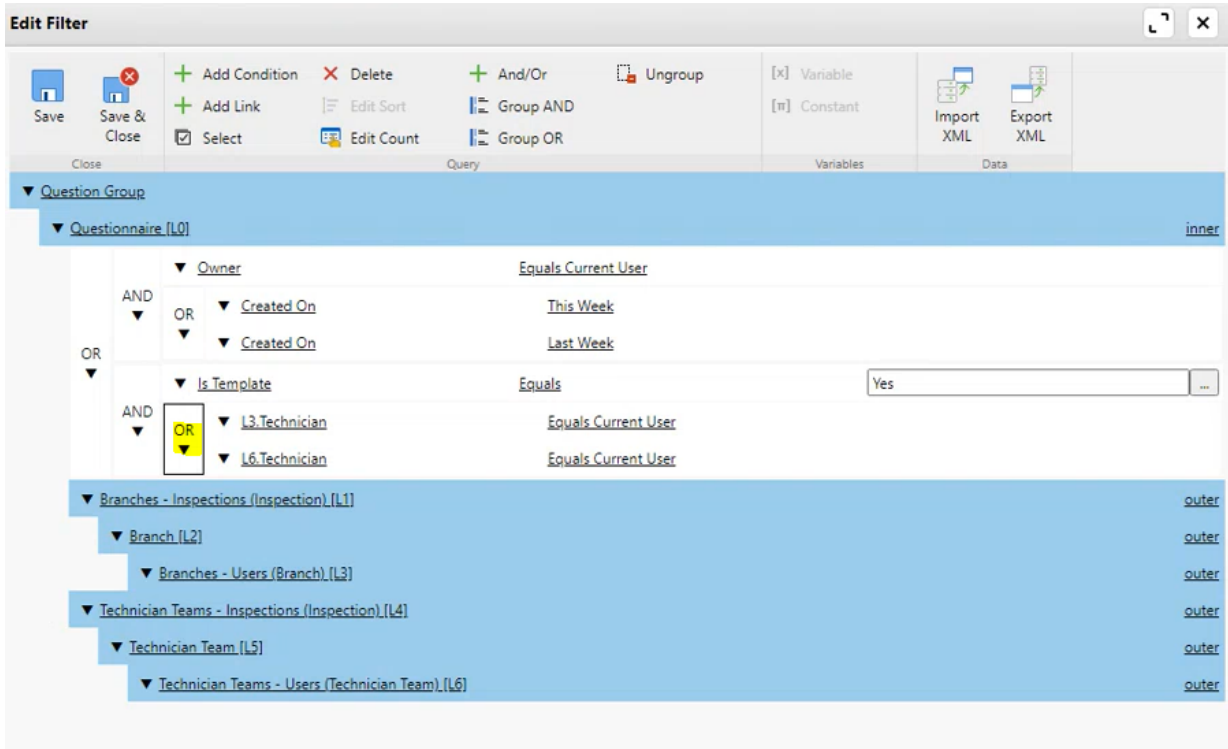 Edit Filter
Save
Save & Close
Add Condition
Add Link
Select
Delete
Edit Sort
Edit Count
And/Or
Group AND
Group OR
Ungroup
[x] Variable
[π] Constant
Import XML
Export XML
Close
Query
Variables
Data
Question Group
Questionnaire [L0] inner
OR
AND
Owner Equals Current User
OR
Created On This Week
Created On Last Week
AND
Is Template Equals Yes ...
OR
L3.Technician Equals Current User
L6.Technician Equals Current User
Branches - Inspections (Inspection) [L1] outer
Branch [L2] outer
Branches - Users (Branch) [L3] outer
Technician Teams - Inspections (Inspection) [L4] outer
Technician Team [L5] outer
Technician Teams - Users (Technician Team) [L6] outer